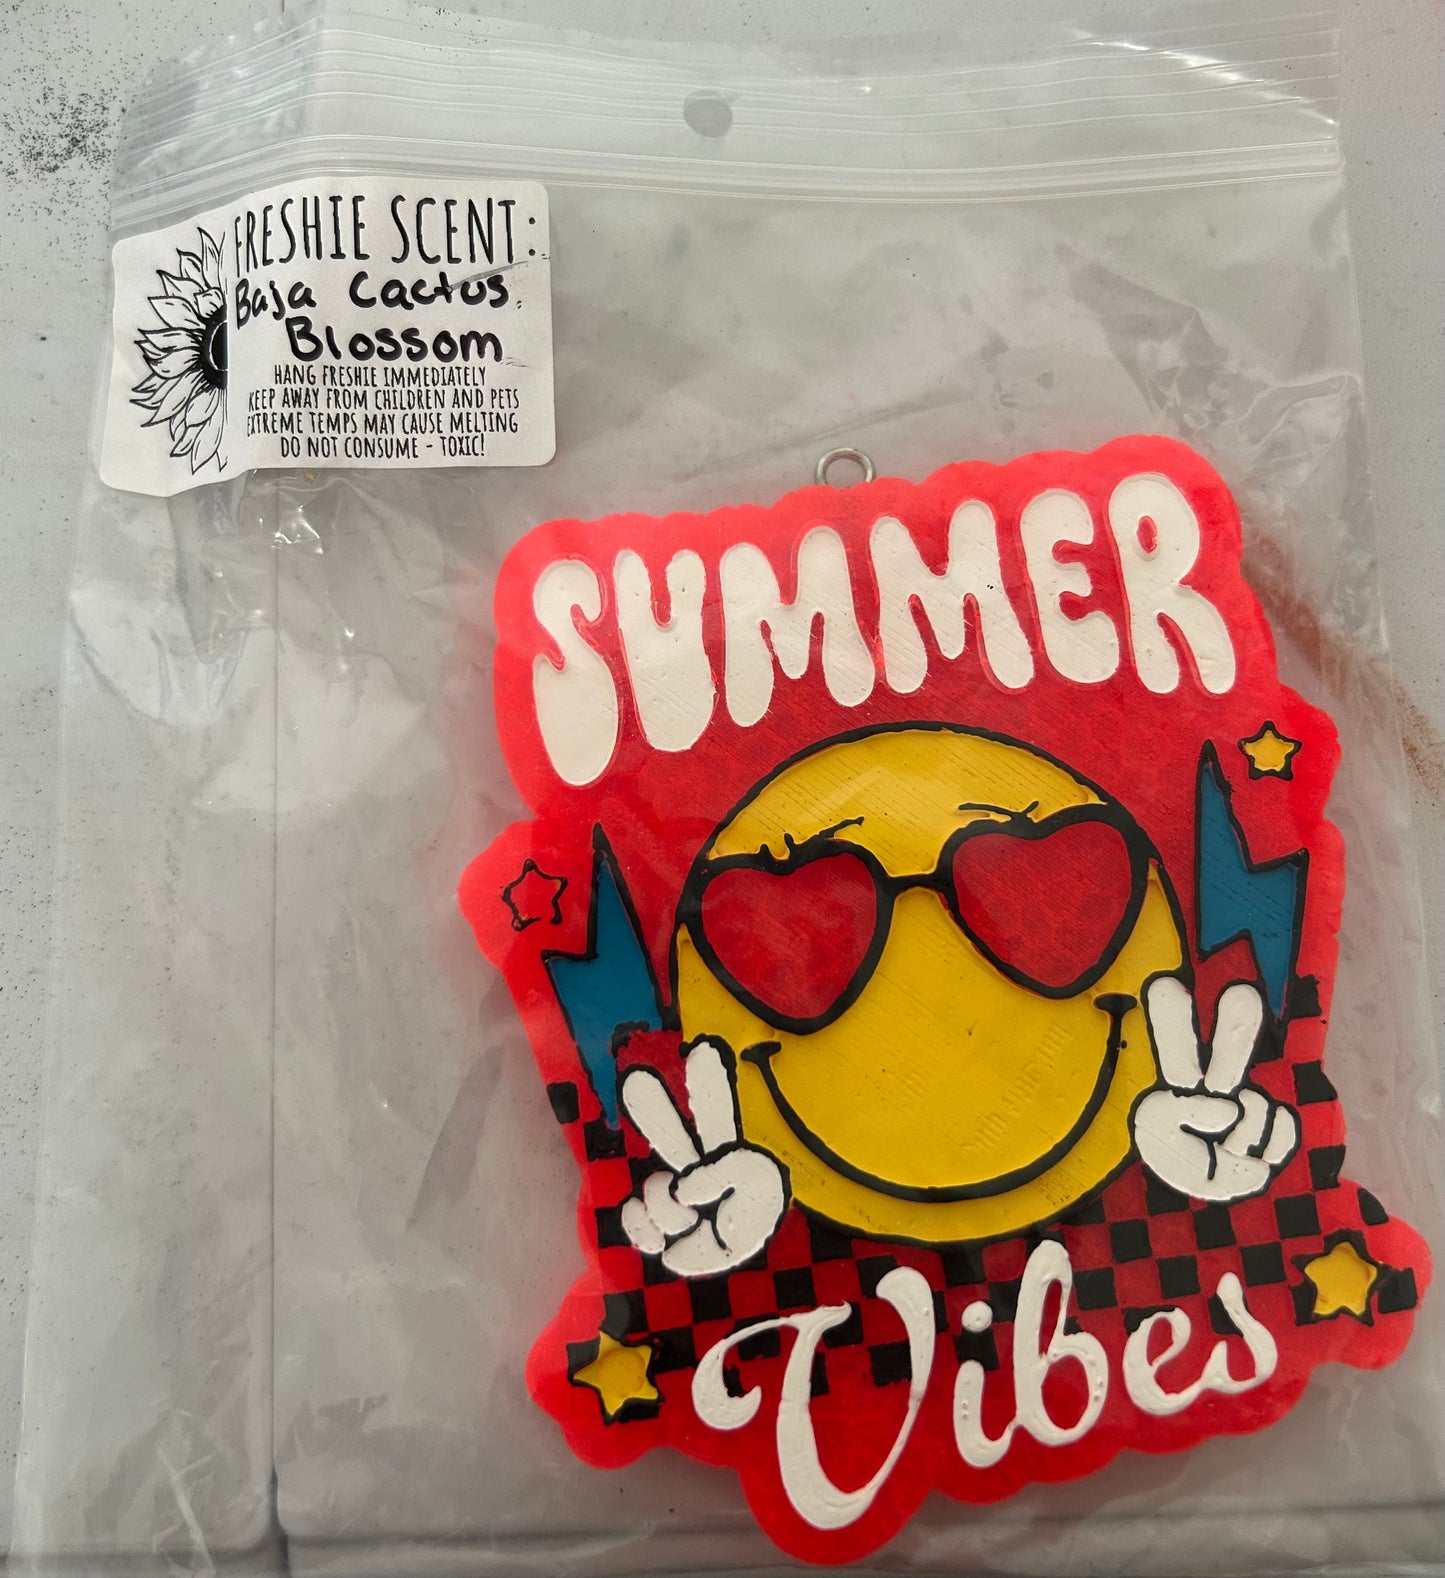 FRESHIE SCENT:
Baja Cactus
Blossom
HANG FRESHIE IMMEDIATELY
KEEP AWAY FROM CHILDREN AND PETS
EXTREME TEMPS MAY CAUSE MELTING
DO NOT CONSUME - TOXIC!
SUMMER
Vibes